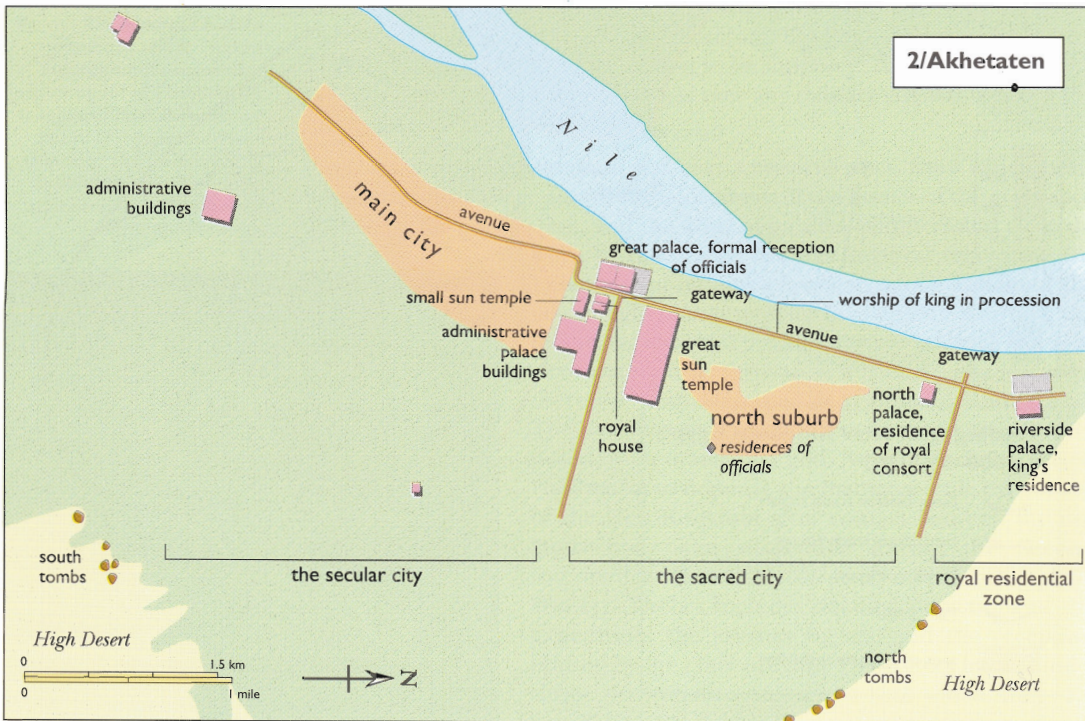 2/Akhetaten
Nile
administrative
buildings
main city
avenue
great palace, formal reception
of officials
small sun temple
gateway
worship of king in procession
administrative
palace
buildings
avenue
great
sun
temple
gateway
royal
house
north suburb
residences of
officials
north
palace,
residence
of royal
consort
riverside
palace,
king's
residence
south
tombs
the secular city
the sacred city
royal residential
zone
High Desert
0
1.5 km
0
1 mile
N
north
tombs
High Desert